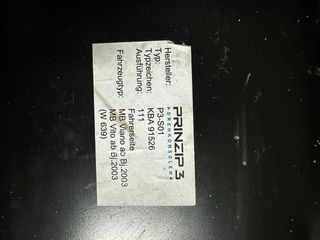 PRINZIP 3
BODENKONSOLEN
Hersteller:
Typ: P3-S01
Typzeichen: KBA 91526
Ausführung: 111
Fahrerseite
Fahrzeugtyp: MB Viano ab Bj.2003
MB Vito ab Bj.2003
(W 639)